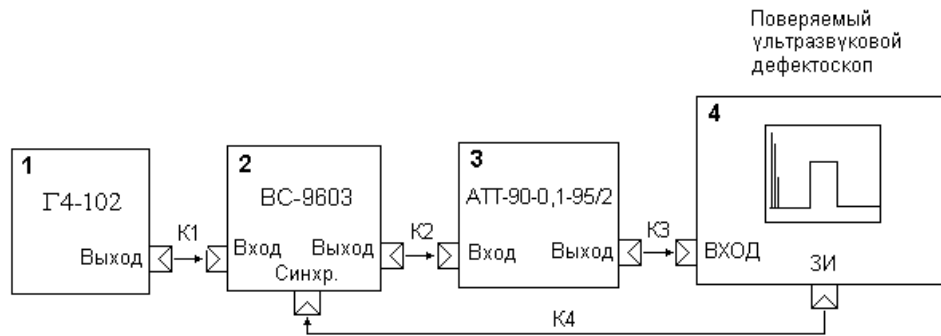 Поверяемый
ультразвуковой
дефектоскоп
1
Г4-102
Выход
К1
2
ВС-9603
Вход
Выход
Синхр.
К2
3
АТТ-90-0,1-95/2
Вход
Выход
К3
4
ВХОД
ЗИ
К4